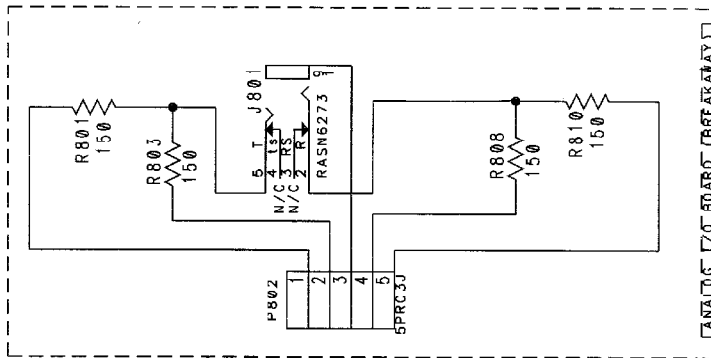 R801
150
R803
150
J801
1
9
5 T
4 ts
3 RS
2 R
N/C
N/C
RASN6273
R808
150
R810
150
P802
1
2
3
4
5
5PRC3J
ANALOG I/O BOARD (BREAKAWAY)